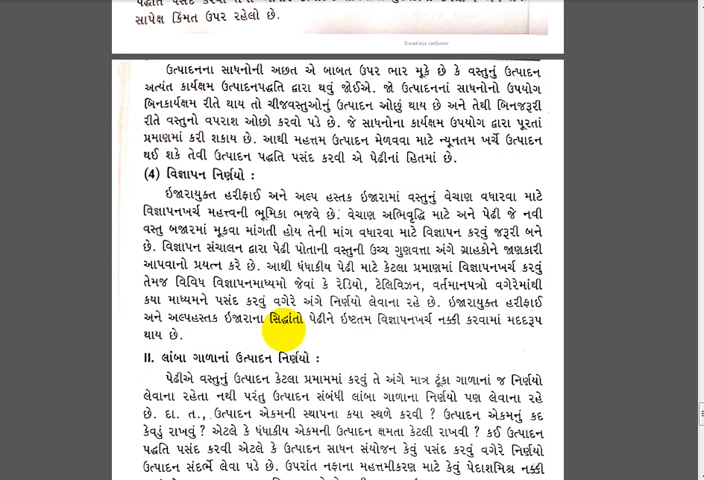 સાપેક્ષ કિંમત ઉપર રહેલો છે.
ઉત્પાદનના સાધનોની અછત એ બાબત ઉપર ભાર મૂકે છે કે વસ્તુનું ઉત્પાદન
અત્યંત કાર્યક્ષમ ઉત્પાદનપદ્ધતિ દ્વારા થવું જોઈએ. જો ઉત્પાદનનાં સાધનોનો ઉપયોગ
બિનકાર્યક્ષમ રીતે થાય તો ચીજવસ્તુઓનું ઉત્પાદન ઓછું થાય છે અને તેથી બિનજરૂરી
રીતે વસ્તુનો વપરાશ ઓછો કરવો પડે છે. જે સાધનોના કાર્યક્ષમ ઉપયોગ દ્વારા પૂરતાં
પ્રમાણમાં કરી શકાય છે. આથી મહત્તમ ઉત્પાદન મેળવવા માટે ન્યૂનતમ ખર્ચે ઉત્પાદન
થઈ શકે તેવી ઉત્પાદન પદ્ધતિ પસંદ કરવી એ પેઢીનાં હિતમાં છે.
(4) વિજ્ઞાપન નિર્ણયો :
ઇજારાયુક્ત હરીફાઈ અને અલ્પ હસ્તક ઇજારામાં વસ્તુનું વેચાણ વધારવા માટે
વિજ્ઞાપનખર્ચ મહત્ત્વની ભૂમિકા ભજવે છે. વેચાણ અભિવૃદ્ધિ માટે અને પેઢી જે નવી
વસ્તુ બજારમાં મૂકવા માંગતી હોય તેની માંગ વધારવા માટે વિજ્ઞાપન કરવું જરૂરી બને
છે. વિજ્ઞાપન સંચાલન દ્વારા પેઢી પોતાની વસ્તુની ઉચ્ચ ગુણવત્તા અંગે ગ્રાહકોને જાણકારી
આપવાનો પ્રયત્ન કરે છે. આથી ધંધાકીય પેઢી માટે કેટલા પ્રમાણમાં વિજ્ઞાપનખર્ચ કરવું
તેમજ વિવિધ વિજ્ઞાપનમાધ્યમો જેવાં કે રેડિયો, ટેલિવિઝન, વર્તમાનપત્રો વગેરેમાંથી
કયા માધ્યમને પસંદ કરવું વગેરે અંગે નિર્ણયો લેવાના રહે છે. ઇજારાયુક્ત હરીફાઈ
અને અલ્પહસ્તક ઇજારાના સિદ્ધાંતો પેઢીને ઇષ્ટતમ વિજ્ઞાપનખર્ચ નક્કી કરવામાં મદદરૂપ
થાય છે.
II. લાંબા ગાળાનાં ઉત્પાદન નિર્ણયો :
પેઢીએ વસ્તુનું ઉત્પાદન કેટલા પ્રમામમાં કરવું તે અંગે માત્ર ટૂંકા ગાળાનાં જ નિર્ણયો
લેવાના રહેતા નથી પરંતુ ઉત્પાદન સંબંધી લાંબા ગાળાના નિર્ણયો પણ લેવાના રહે
છે. દા. ત., ઉત્પાદન એકમની સ્થાપના કયા સ્થળે કરવી ? ઉત્પાદન એકમનું કદ
કેવડું રાખવું ? એટલે કે ધંધાકીય એકમની ઉત્પાદન ક્ષમતા કેટલી રાખવી ? કઈ ઉત્પાદન
પદ્ધતિ પસંદ કરવી એટલે કે ઉત્પાદન સાધન સંયોજન કેવું પસંદ કરવું વગેરે નિર્ણયો
ઉત્પાદન સંદર્ભે લેવા પડે છે. ઉપરાંત નફાના મહત્તમીકરણ માટે કેવું પેદાશમિશ્ર નક્કી